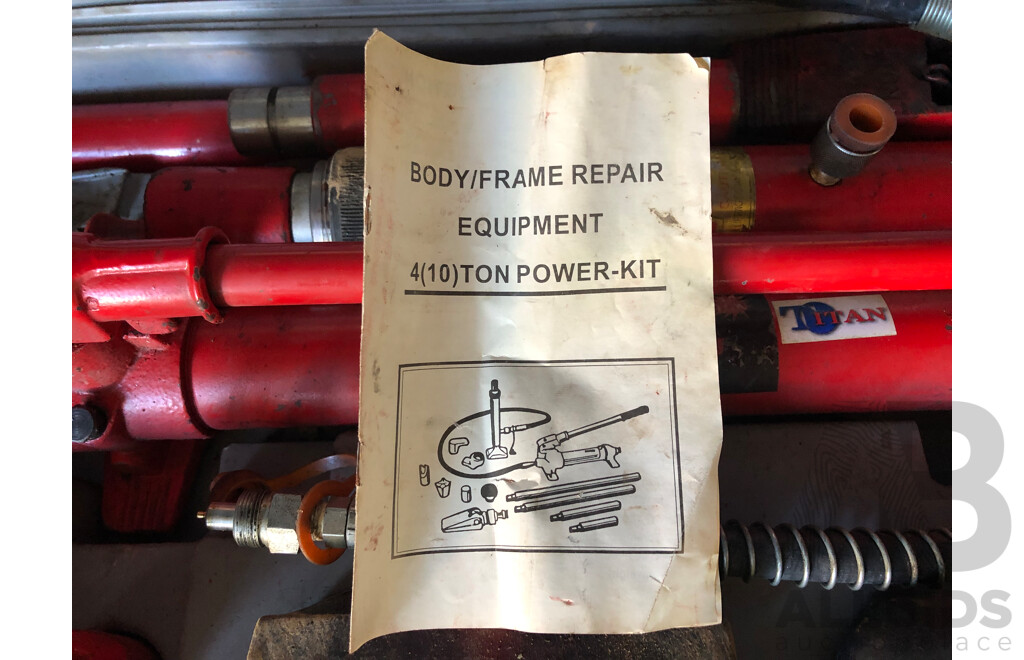 BODY/FRAME REPAIR
EQUIPMENT
4(10)TON POWER-KIT
TITAN